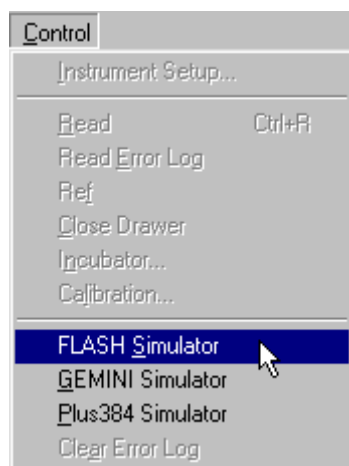 Control
Instrument Setup...
Read Ctrl+R
Read Error Log
Ref
Close Drawer
Incubator...
Calibration...
FLASH Simulator
GEMINI Simulator
Plus384 Simulator
Clear Error Log